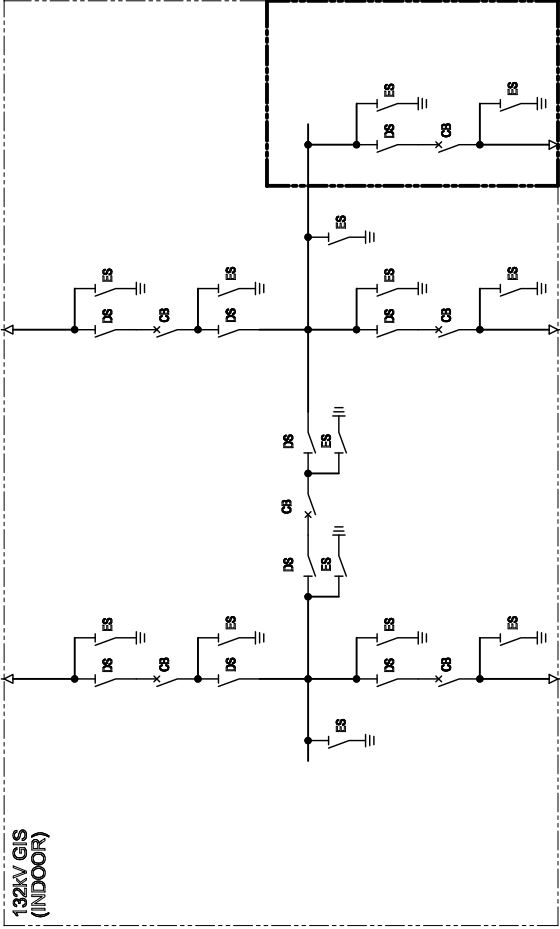 132kV GIS
(INDOOR)
DS ES DS ES
CB CB
DS ES DS ES
DS CB DS
ES ES
ES ES
DS ES DS ES DS ES
CB CB CB
ES ES ES